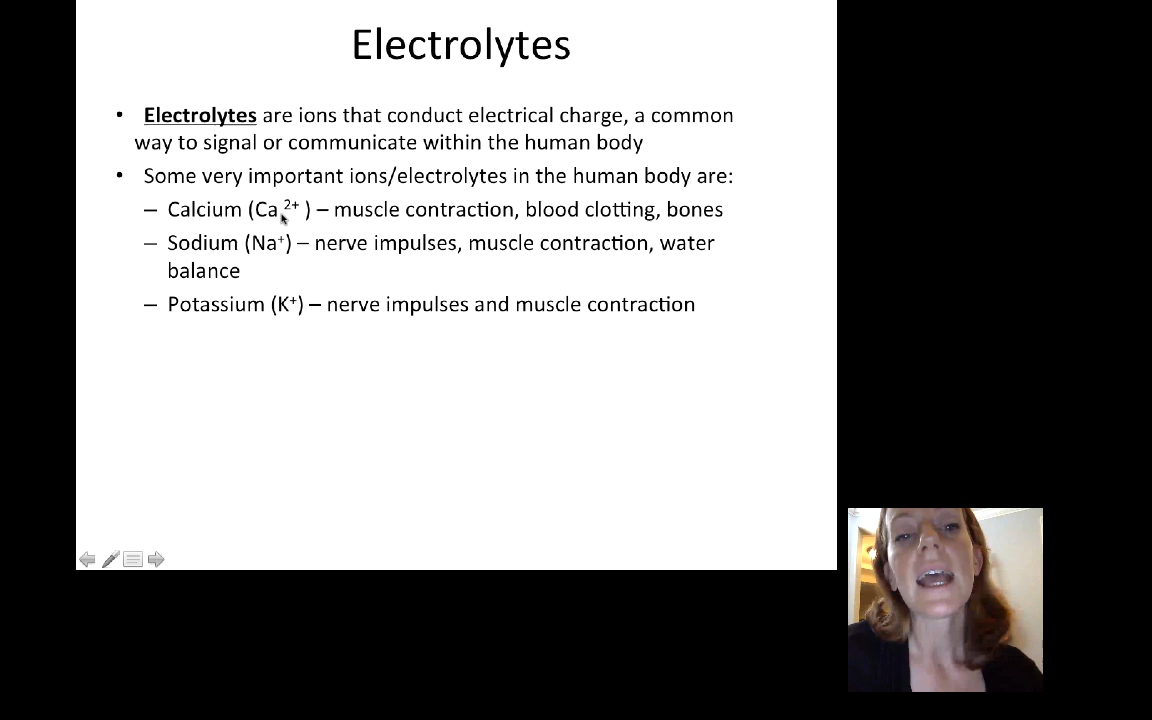 Electrolytes
• Electrolytes are ions that conduct electrical charge, a common
way to signal or communicate within the human body
• Some very important ions/electrolytes in the human body are:
– Calcium (Ca ²⁺ ) – muscle contraction, blood clotting, bones
– Sodium (Na⁺) – nerve impulses, muscle contraction, water
balance
– Potassium (K⁺) – nerve impulses and muscle contraction